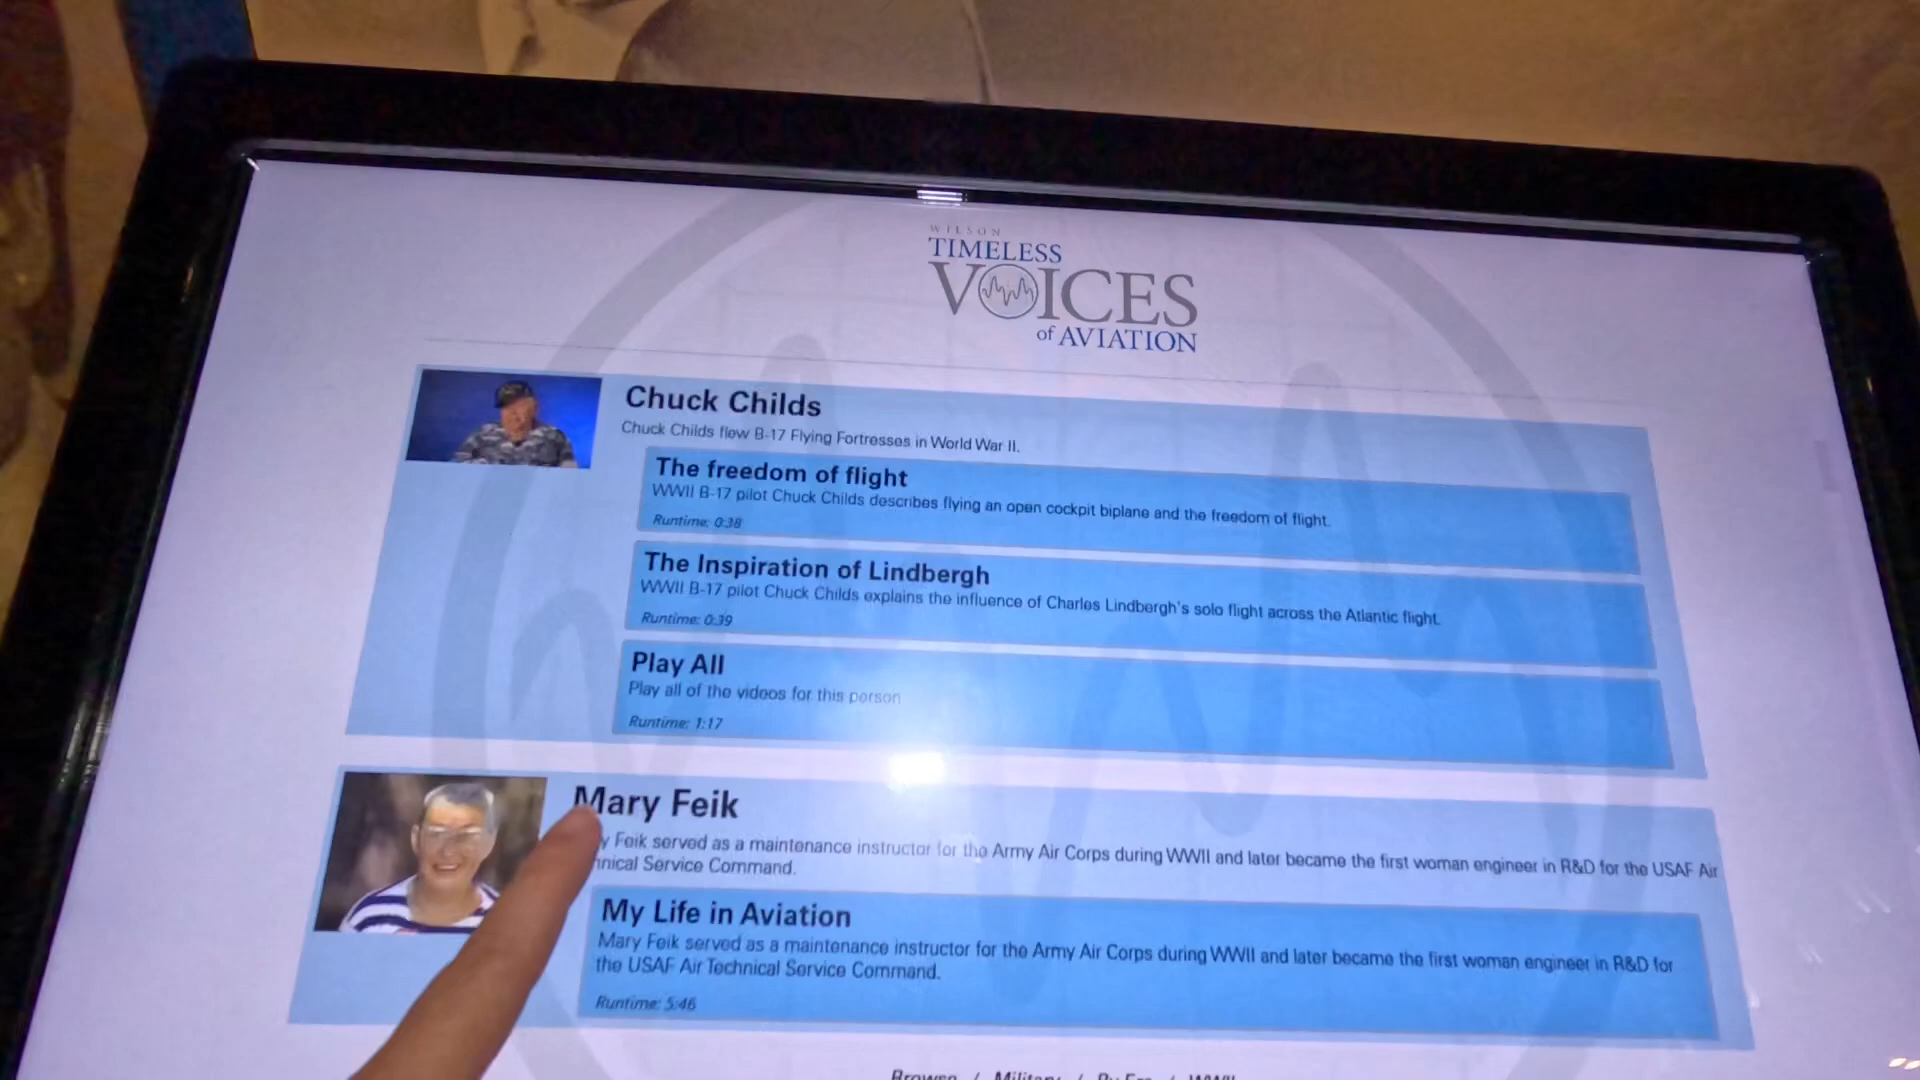 WILSON
TIMELESS
VOICES
of AVIATION
Chuck Childs
Chuck Childs flew B-17 Flying Fortresses in World War II.
The freedom of flight
WWII B-17 pilot Chuck Childs describes flying an open cockpit biplane and the freedom of flight.
Runtime: 0:38
The Inspiration of Lindbergh
WWII B-17 pilot Chuck Childs explains the influence of Charles Lindbergh's solo flight across the Atlantic flight.
Runtime: 0:39
Play All
Play all of the videos for this person
Runtime: 1:17
Mary Feik
Feik served as a maintenance instructor for the Army Air Corps during WWII and later became the first woman engineer in R&D for the USAF Air
Service Command.
My Life in Aviation
Mary Feik served as a maintenance instructor for the Army Air Corps during WWII and later became the first woman engineer in R&D for
the USAF Air Technical Service Command.
Runtime: 5:46
Browse / Military / By Era / WWII